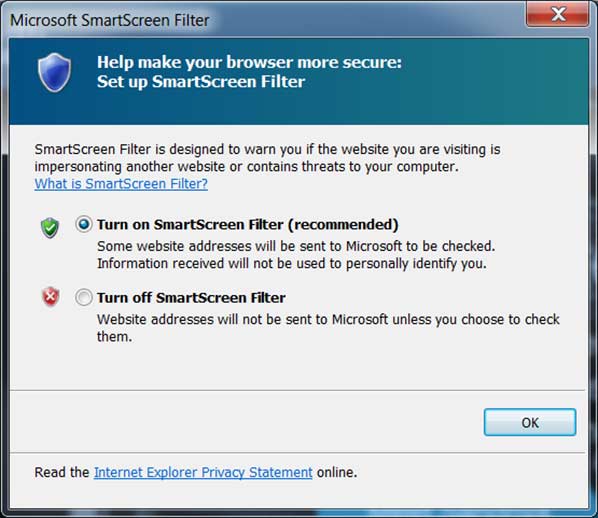 Microsoft SmartScreen Filter
Help make your browser more secure:
Set up SmartScreen Filter
SmartScreen Filter is designed to warn you if the website you are visiting is
impersonating another website or contains threats to your computer.
What is SmartScreen Filter?
Turn on SmartScreen Filter (recommended)
Some website addresses will be sent to Microsoft to be checked.
Information received will not be used to personally identify you.
Turn off SmartScreen Filter
Website addresses will not be sent to Microsoft unless you choose to check
them.
OK
Read the Internet Explorer Privacy Statement online.